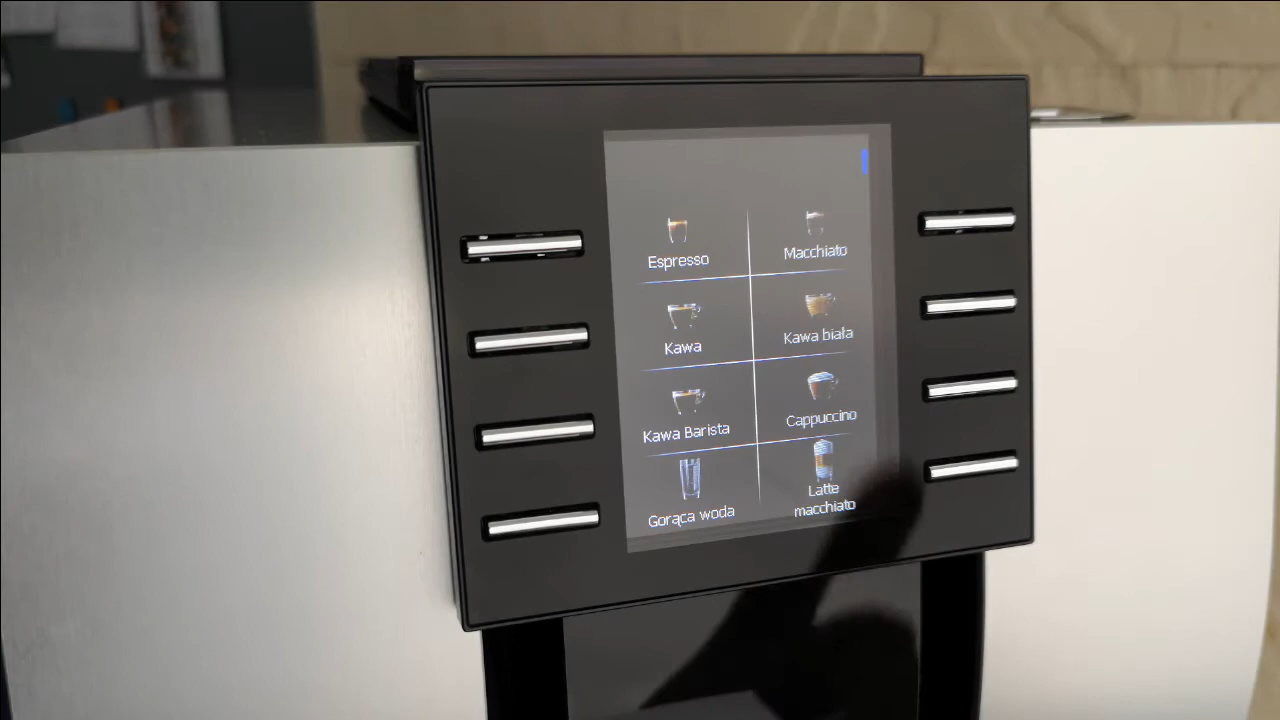 Espresso
Macchiato
Kawa
Kawa biała
Kawa Barista
Cappuccino
Gorąca woda
Latte
macchiato